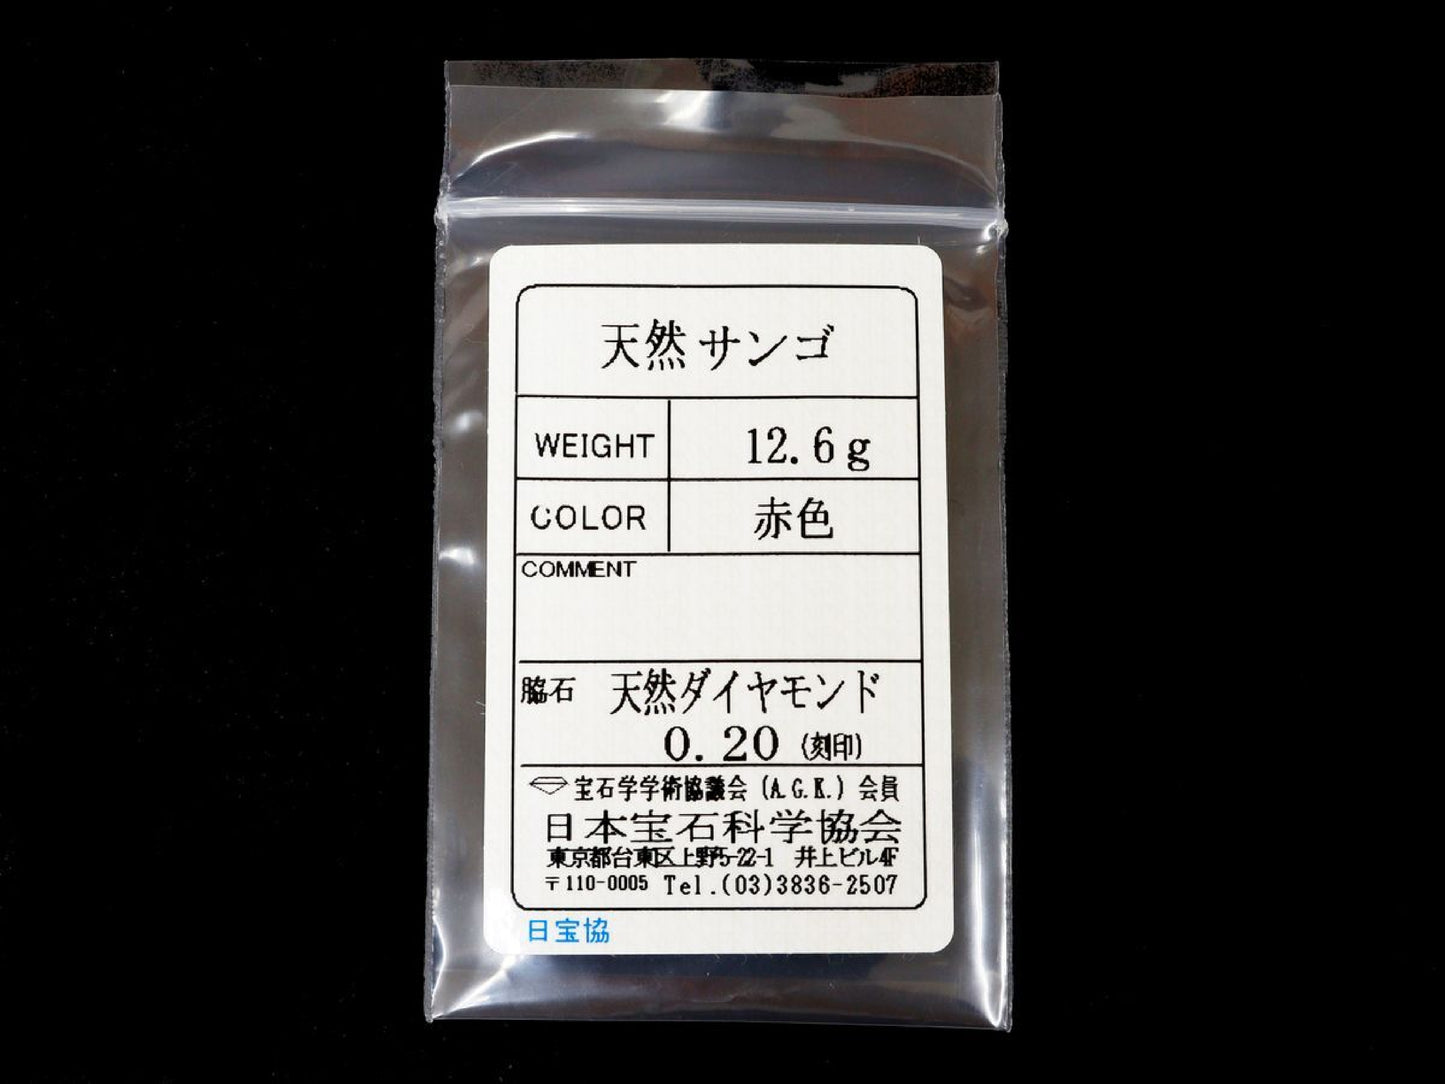 天然サンゴ
WEIGHT 12.6g
COLOR 赤色
COMMENT
脇石 天然ダイヤモンド
0.20 (刻印)
宝石学学術協議会(A.G.K.)会員
日本宝石科学協会
東京都台東区上野5-22-1 井上ビル4F
〒110-0005 Tel.(03)3836-2507
日宝協